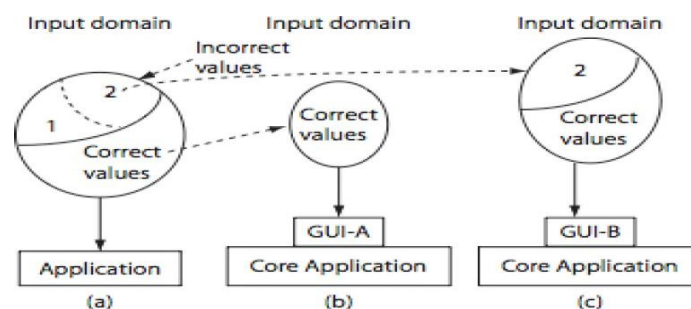 Input domain
Input domain
Input domain
Incorrect
values
2
2
1
Correct
values
Correct
values
Correct
values
GUI-A
GUI-B
Application
Core Application
Core Application
(a)
(b)
(c)